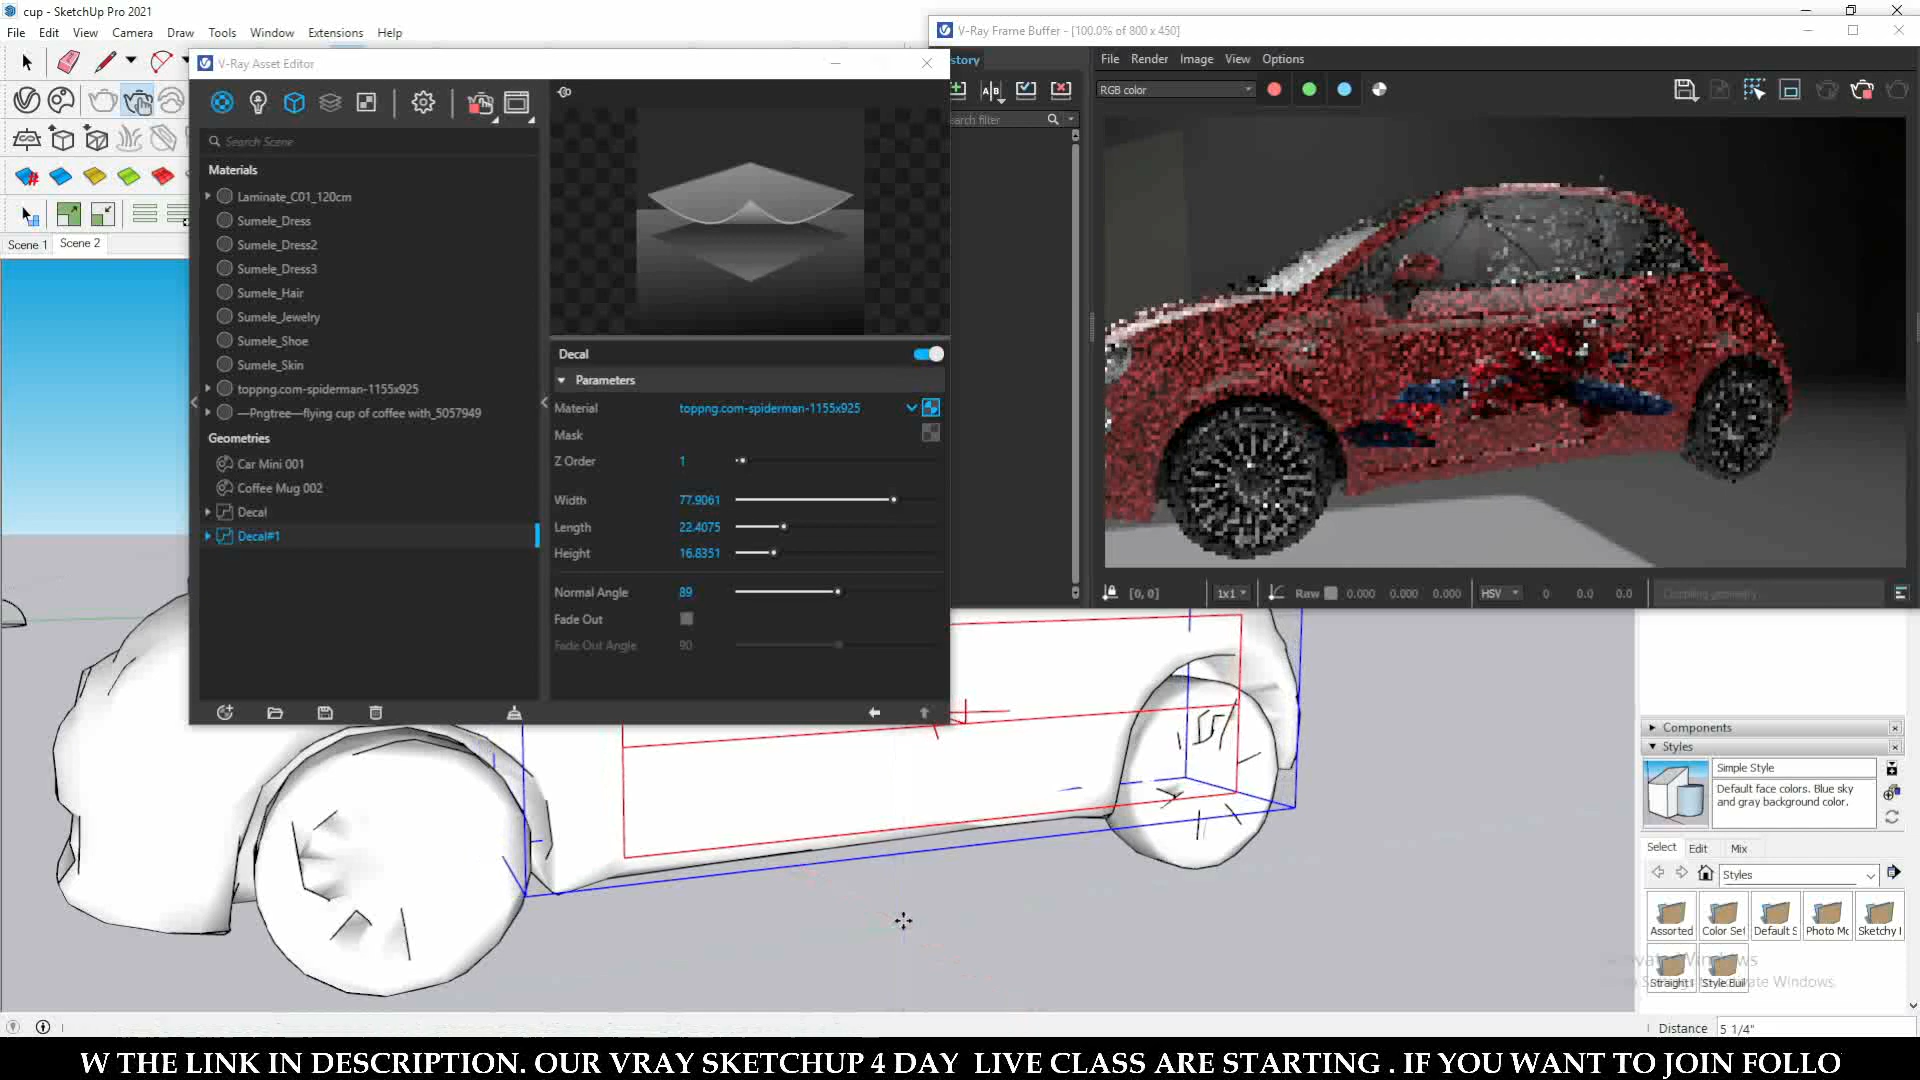 cup - SketchUp Pro 2021
File Edit View Camera Draw Tools Window Extensions Help
V-Ray Frame Buffer - [100.0% of 800 x 450]
V-Ray Asset Editor
story
File Render Image View Options
RGB color
Search Scene
earch filter
Materials
Laminate_C01_120cm
Sumele_Dress
Sumele_Dress2
Sumele_Dress3
Sumele_Hair
Sumele_Jewelry
Sumele_Shoe
Sumele_Skin
toppng.com-spiderman-1155x925
—Pngtree—flying cup of coffee with_5057949
Geometries
Car Mini 001
Coffee Mug 002
Decal
Decal#1
Scene 1 Scene 2
Decal
Parameters
Material toppng.com-spiderman-1155x925
Mask
Z Order 1
Width 77.9061
Length 22.4075
Height 16.8351
Normal Angle 89
Fade Out
Fade Out Angle 90
[0, 0] 1x1 Raw 0.000 0.000 0.000 HSV 0 0.0 0.0 Compiling geometry
Components
Styles
Simple Style
Default face colors. Blue sky and gray background color.
Select Edit Mix
Styles
Assorted Color Set Default S Photo Mo Sketchy
Straight Style Buil
Distance 5 1/4"
W THE LINK IN DESCRIPTION. OUR VRAY SKETCHUP 4 DAY LIVE CLASS ARE STARTING . IF YOU WANT TO JOIN FOLLO